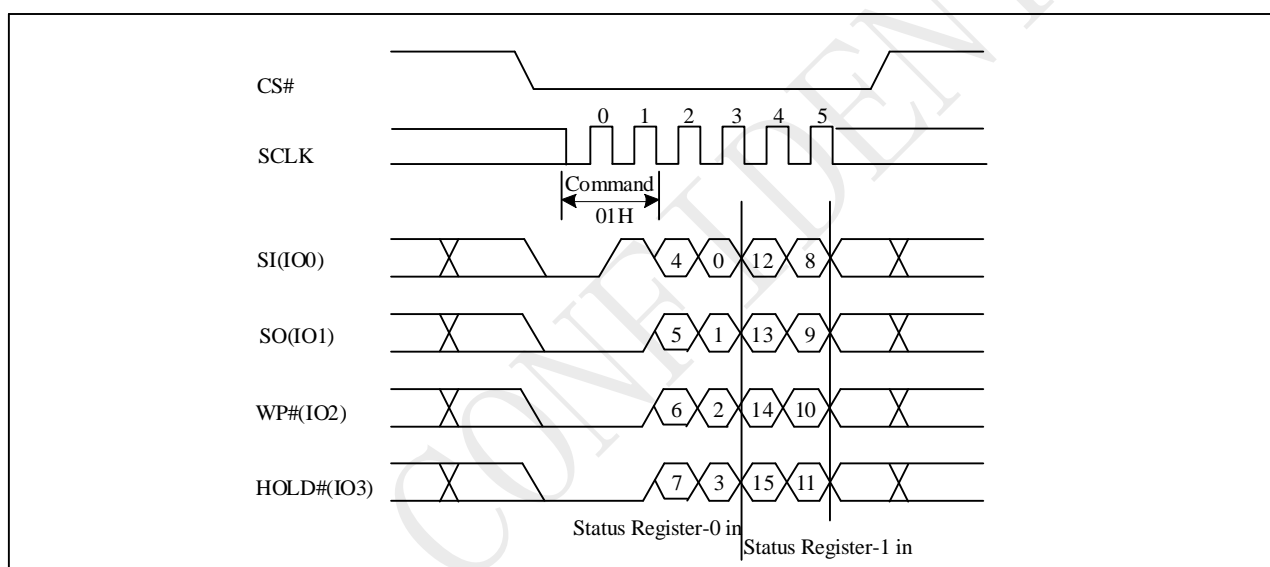 CS#
0 1 2 3 4 5
SCLK
Command
01H
SI(IO0)
4 0 12 8
SO(IO1)
5 1 13 9
WP#(IO2)
6 2 14 10
HOLD#(IO3)
7 3 15 11
Status Register-0 in
Status Register-1 in
CONFIDENT